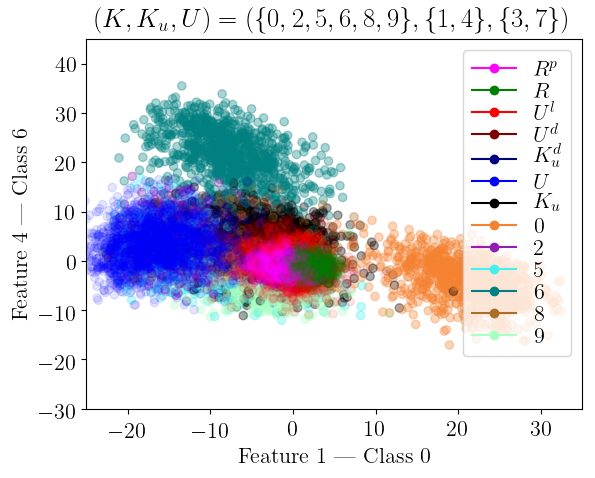 (K, K_u, U) = ({0, 2, 5, 6, 8, 9}, {1, 4}, {3, 7})
40
30
20
10
0
−10
−20
−30
Feature 4 — Class 6
R^p
R
U^l
U^d
K_u^d
U
K_u
0
2
5
6
8
9
−20
−10
0
10
20
30
Feature 1 — Class 0